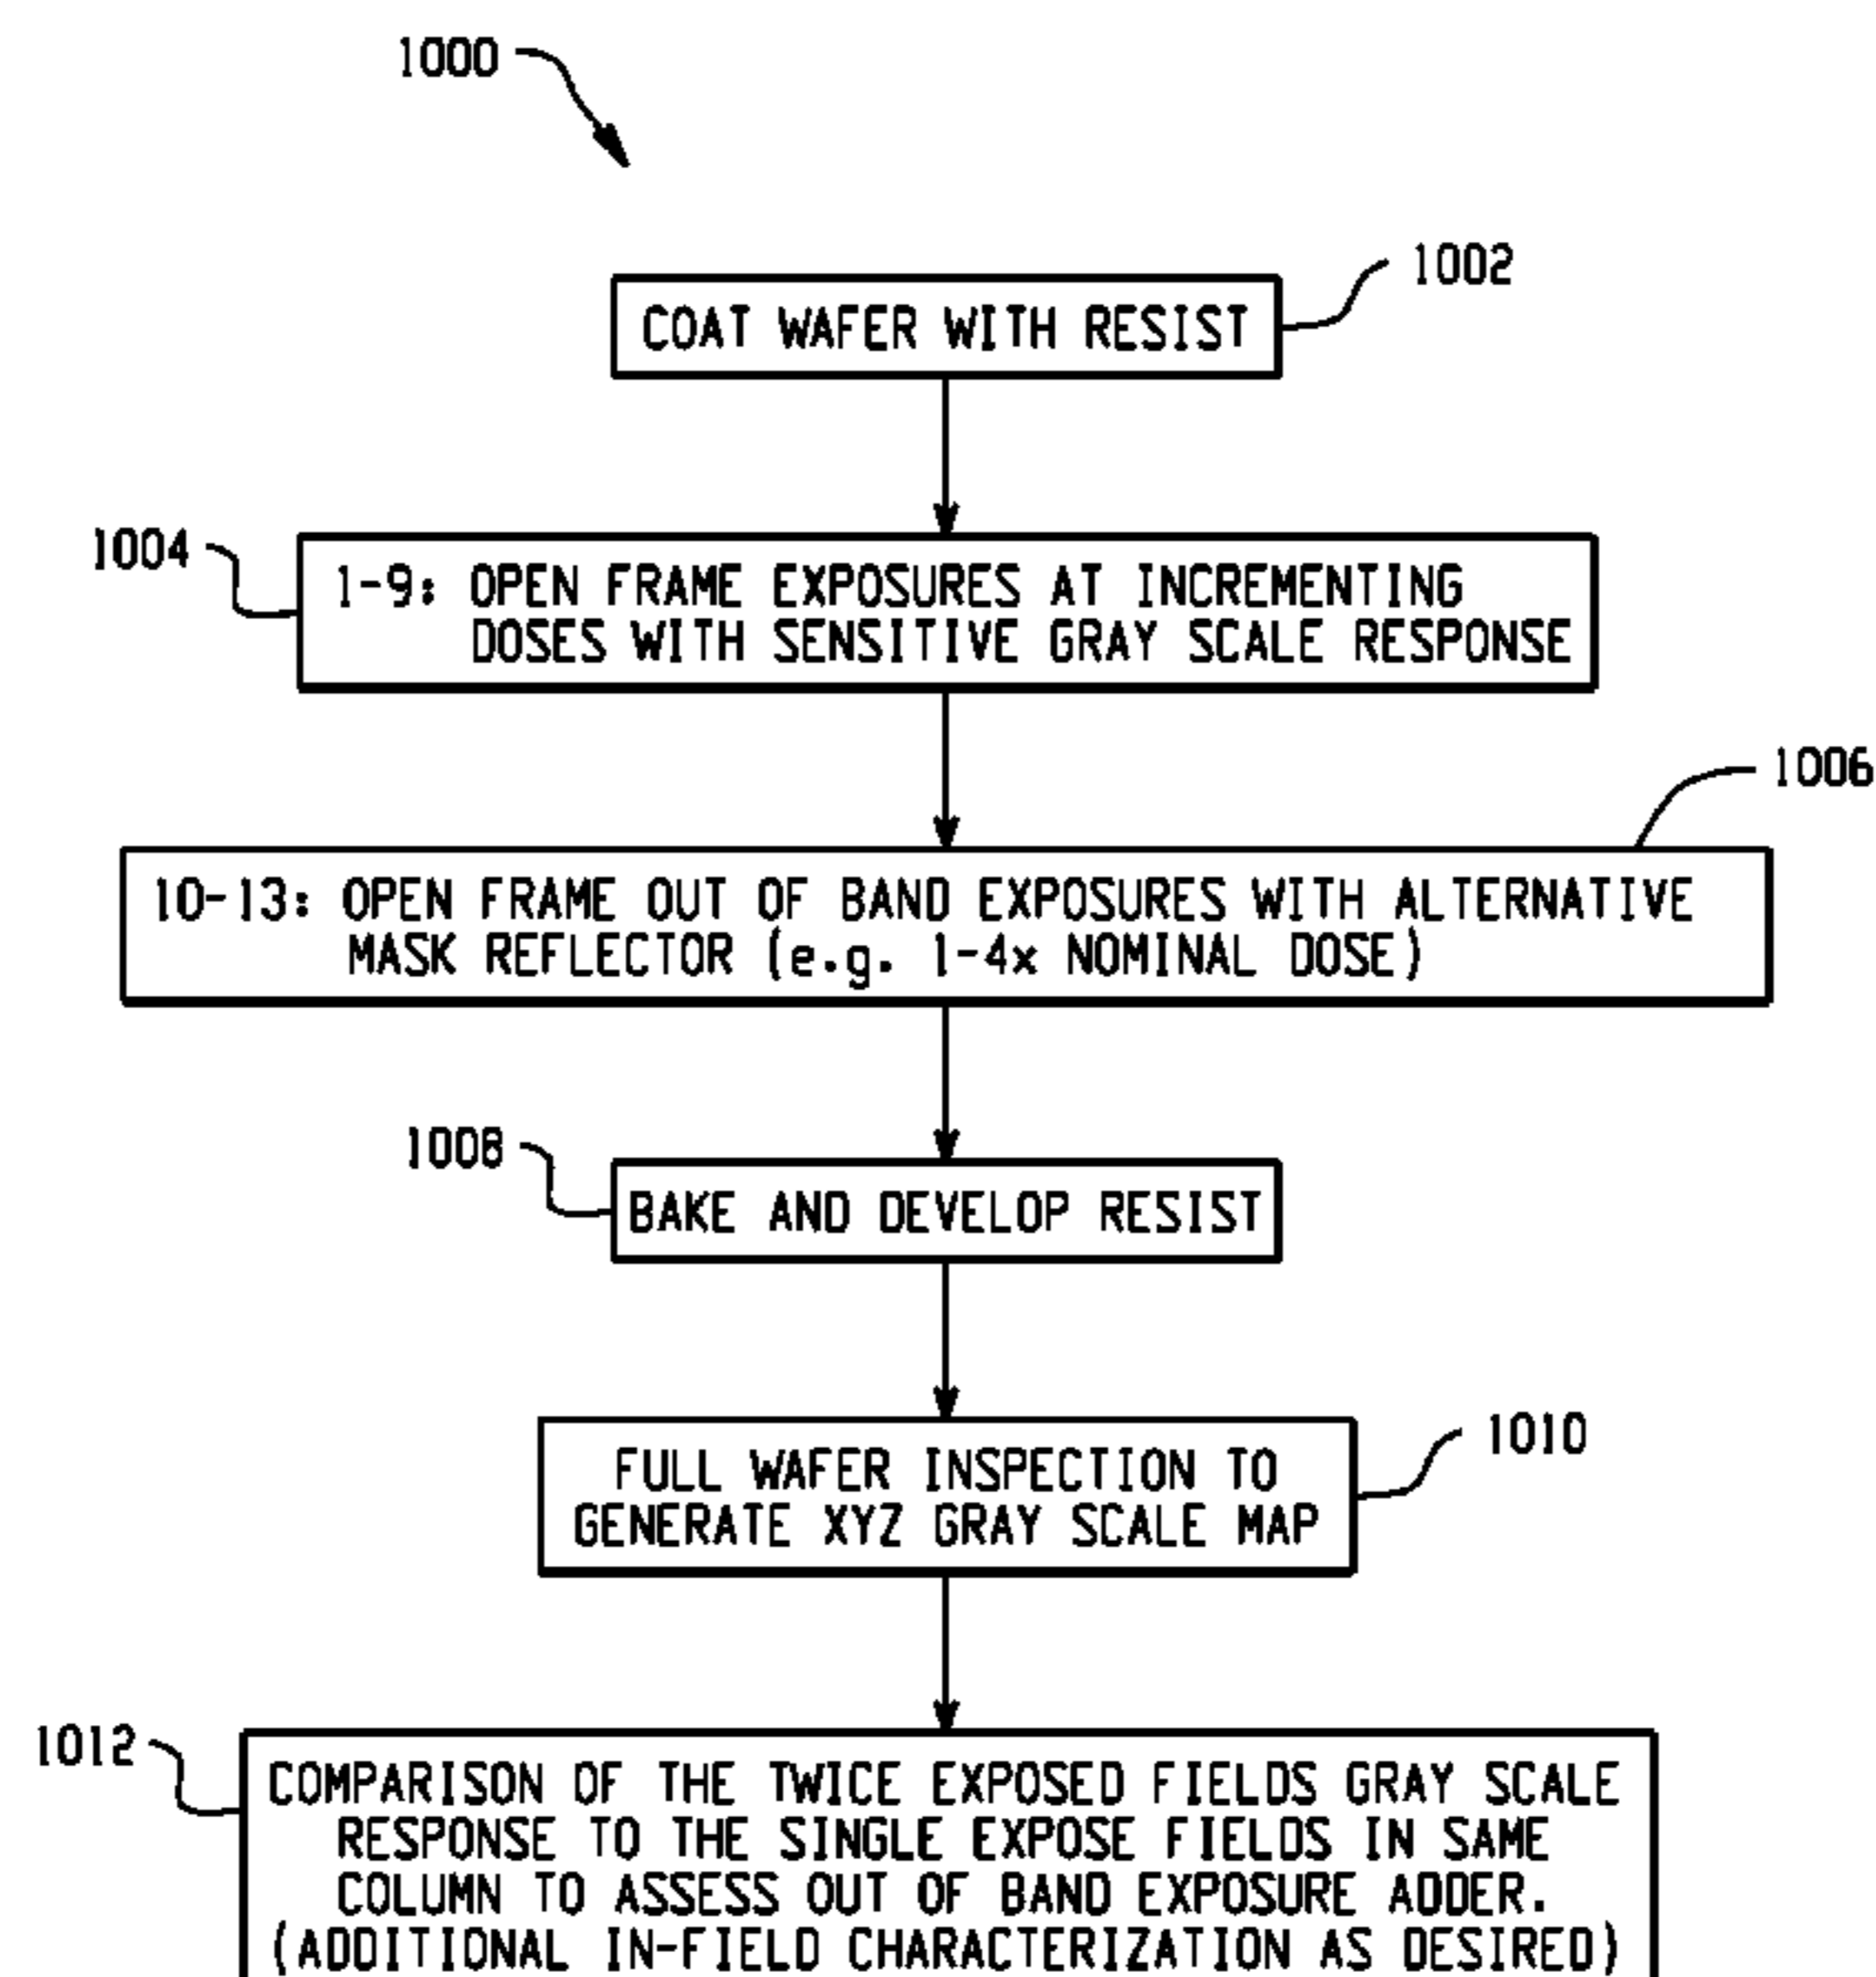 1000
1002
COAT WAFER WITH RESIST
1004
1-9: OPEN FRAME EXPOSURES AT INCREMENTING
DOSES WITH SENSITIVE GRAY SCALE RESPONSE
1006
10-13: OPEN FRAME OUT OF BAND EXPOSURES WITH ALTERNATIVE
MASK REFLECTOR (e.g. 1-4x NOMINAL DOSE)
1008
BAKE AND DEVELOP RESIST
1010
FULL WAFER INSPECTION TO
GENERATE XYZ GRAY SCALE MAP
1012
COMPARISON OF THE TWICE EXPOSED FIELDS GRAY SCALE
RESPONSE TO THE SINGLE EXPOSE FIELDS IN SAME
COLUMN TO ASSESS OUT OF BAND EXPOSURE ADDER.
(ADDITIONAL IN-FIELD CHARACTERIZATION AS DESIRED)